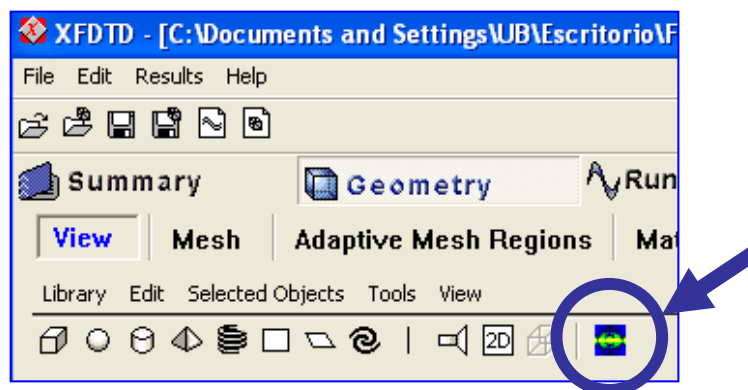 XFDTD - [C:\Documents and Settings\UB\Escritorio\F
File Edit Results Help
Summary Geometry Run
View Mesh Adaptive Mesh Regions Mat
Library Edit Selected Objects Tools View
2D